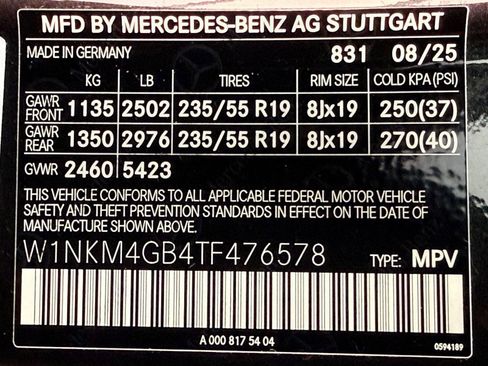 MFD BY MERCEDES-BENZ AG STUTTGART
MADE IN GERMANY 831 08/25
KG LB TIRES RIM SIZE COLD KPA (PSI)
GAWR FRONT 1135 2502 235/55 R19 8Jx19 250(37)
GAWR REAR 1350 2976 235/55 R19 8Jx19 270(40)
GVWR 2460 5423
THIS VEHICLE CONFORMS TO ALL APPLICABLE FEDERAL MOTOR VEHICLE
SAFETY AND THEFT PREVENTION STANDARDS IN EFFECT ON THE DATE OF
MANUFACTURE SHOWN ABOVE.
W1NKM4GB4TF476578 TYPE: MPV
A 000 817 54 04
0594189